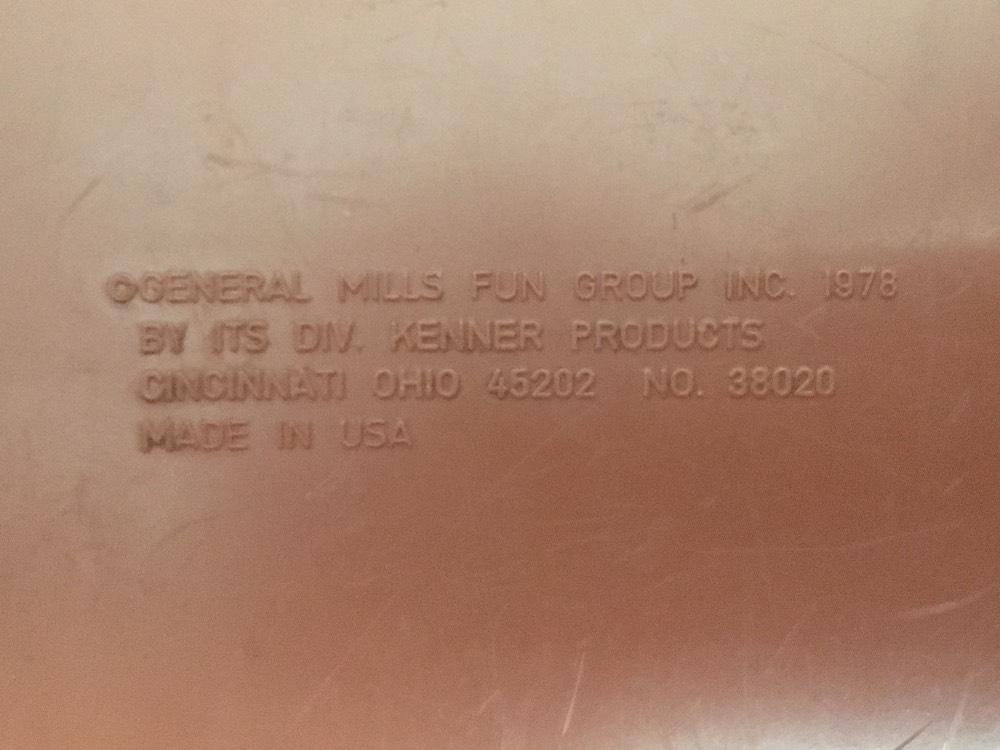 ©GENERAL MILLS FUN GROUP INC. 1978
BY ITS DIV. KENNER PRODUCTS
CINCINNATI OHIO 45202 NO. 38020
MADE IN USA